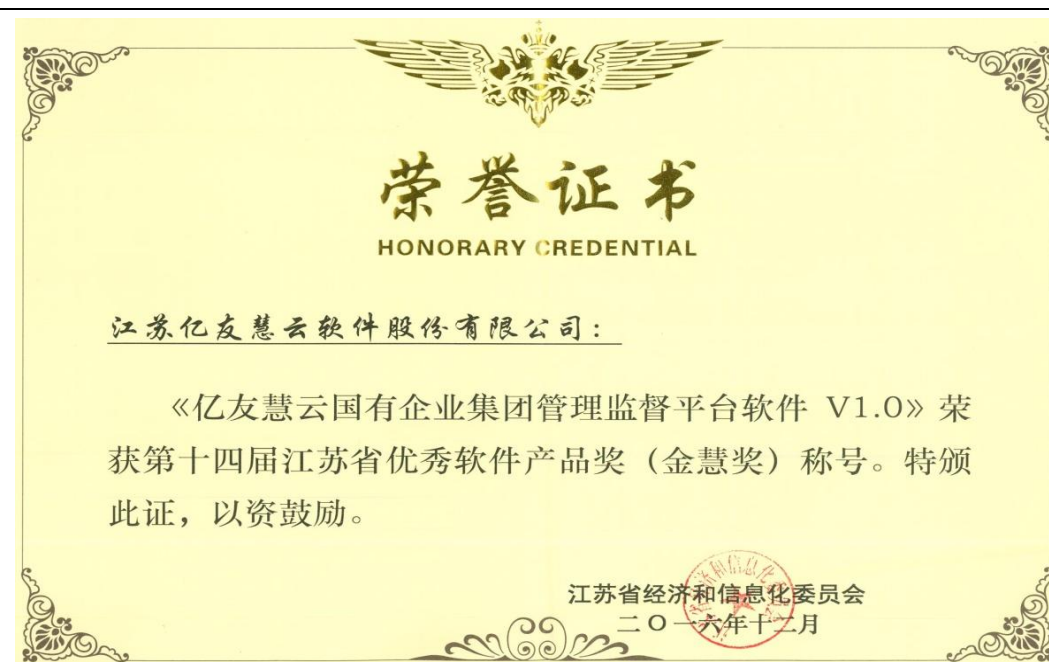 荣誉证书
HONORARY CREDENTIAL
江苏亿友慧云软件股份有限公司：
《亿友慧云国有企业集团管理监督平台软件 V1.0》荣
获第十四届江苏省优秀软件产品奖（金慧奖）称号。特颁
此证，以资鼓励。
江苏省经济和信息化委员会
二〇一六年十二月